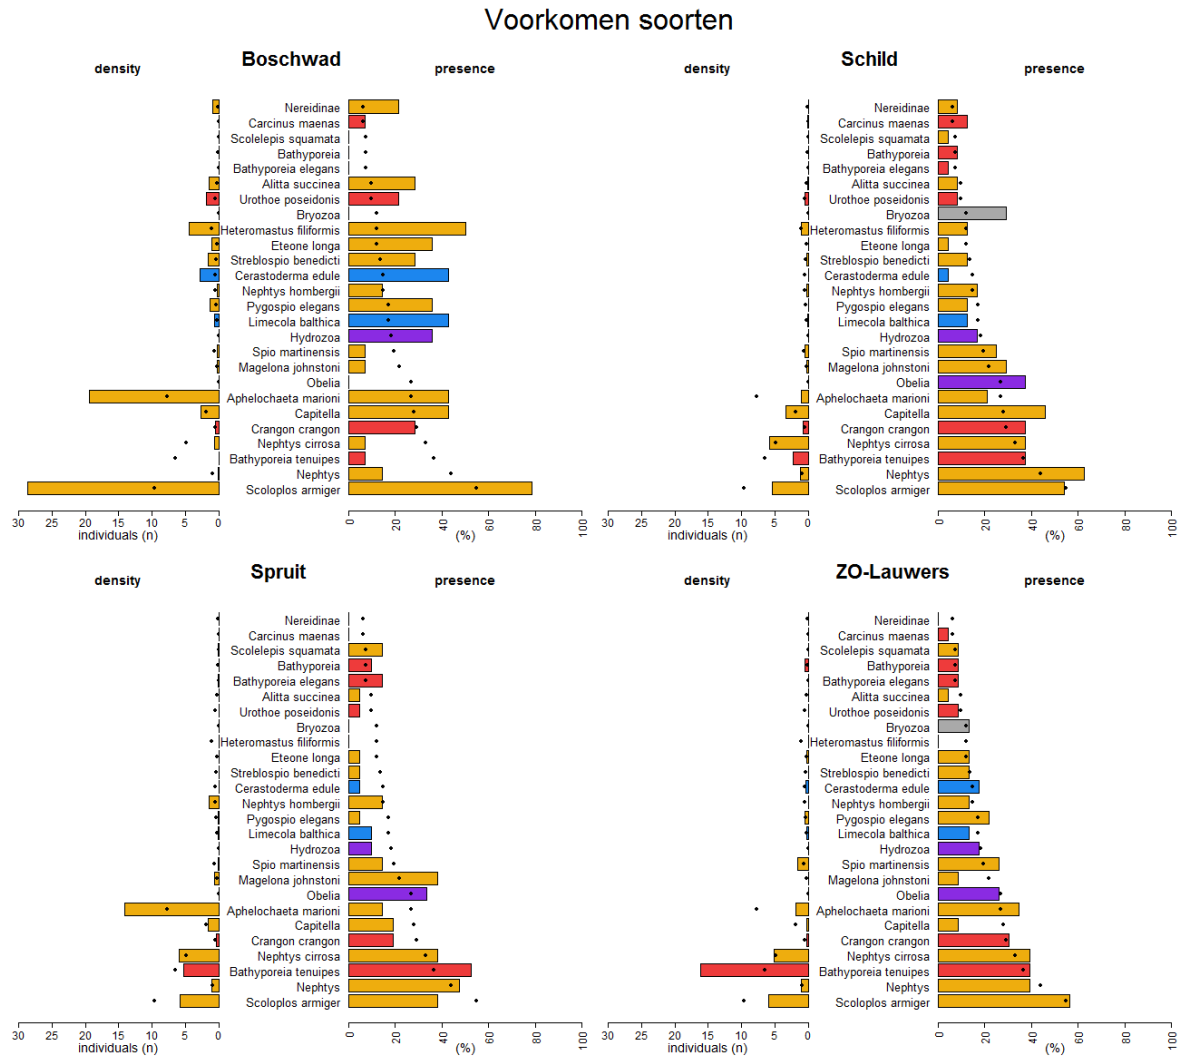 Voorkomen soorten
Boschwad
density
presence
Nereidinae
Carcinus maenas
Scolelepis squamata
Bathyporeia
Bathyporeia elegans
Alitta succinea
Urothoe poseidonis
Bryozoa
Heteromastus filiformis
Eteone longa
Streblospio benedicti
Cerastoderma edule
Nephtys hombergii
Pygospio elegans
Limecola balthica
Hydrozoa
Spio martinensis
Magelona johnstoni
Obelia
Aphelochaeta marioni
Capitella
Crangon crangon
Nephtys cirrosa
Bathyporeia tenuipes
Nephtys
Scoloplos armiger
30 25 20 15 10 5 0
0 20 40 60 80 100
individuals (n)
(%)
Schild
density
presence
Nereidinae
Carcinus maenas
Scolelepis squamata
Bathyporeia
Bathyporeia elegans
Alitta succinea
Urothoe poseidonis
Bryozoa
Heteromastus filiformis
Eteone longa
Streblospio benedicti
Cerastoderma edule
Nephtys hombergii
Pygospio elegans
Limecola balthica
Hydrozoa
Spio martinensis
Magelona johnstoni
Obelia
Aphelochaeta marioni
Capitella
Crangon crangon
Nephtys cirrosa
Bathyporeia tenuipes
Nephtys
Scoloplos armiger
30 25 20 15 10 5 0
0 20 40 60 80 100
individuals (n)
(%)
Spruit
density
presence
Nereidinae
Carcinus maenas
Scolelepis squamata
Bathyporeia
Bathyporeia elegans
Alitta succinea
Urothoe poseidonis
Bryozoa
Heteromastus filiformis
Eteone longa
Streblospio benedicti
Cerastoderma edule
Nephtys hombergii
Pygospio elegans
Limecola balthica
Hydrozoa
Spio martinensis
Magelona johnstoni
Obelia
Aphelochaeta marioni
Capitella
Crangon crangon
Nephtys cirrosa
Bathyporeia tenuipes
Nephtys
Scoloplos armiger
30 25 20 15 10 5 0
0 20 40 60 80 100
individuals (n)
(%)
ZO-Lauwers
density
presence
Nereidinae
Carcinus maenas
Scolelepis squamata
Bathyporeia
Bathyporeia elegans
Alitta succinea
Urothoe poseidonis
Bryozoa
Heteromastus filiformis
Eteone longa
Streblospio benedicti
Cerastoderma edule
Nephtys hombergii
Pygospio elegans
Limecola balthica
Hydrozoa
Spio martinensis
Magelona johnstoni
Obelia
Aphelochaeta marioni
Capitella
Crangon crangon
Nephtys cirrosa
Bathyporeia tenuipes
Nephtys
Scoloplos armiger
30 25 20 15 10 5 0
0 20 40 60 80 100
individuals (n)
(%)